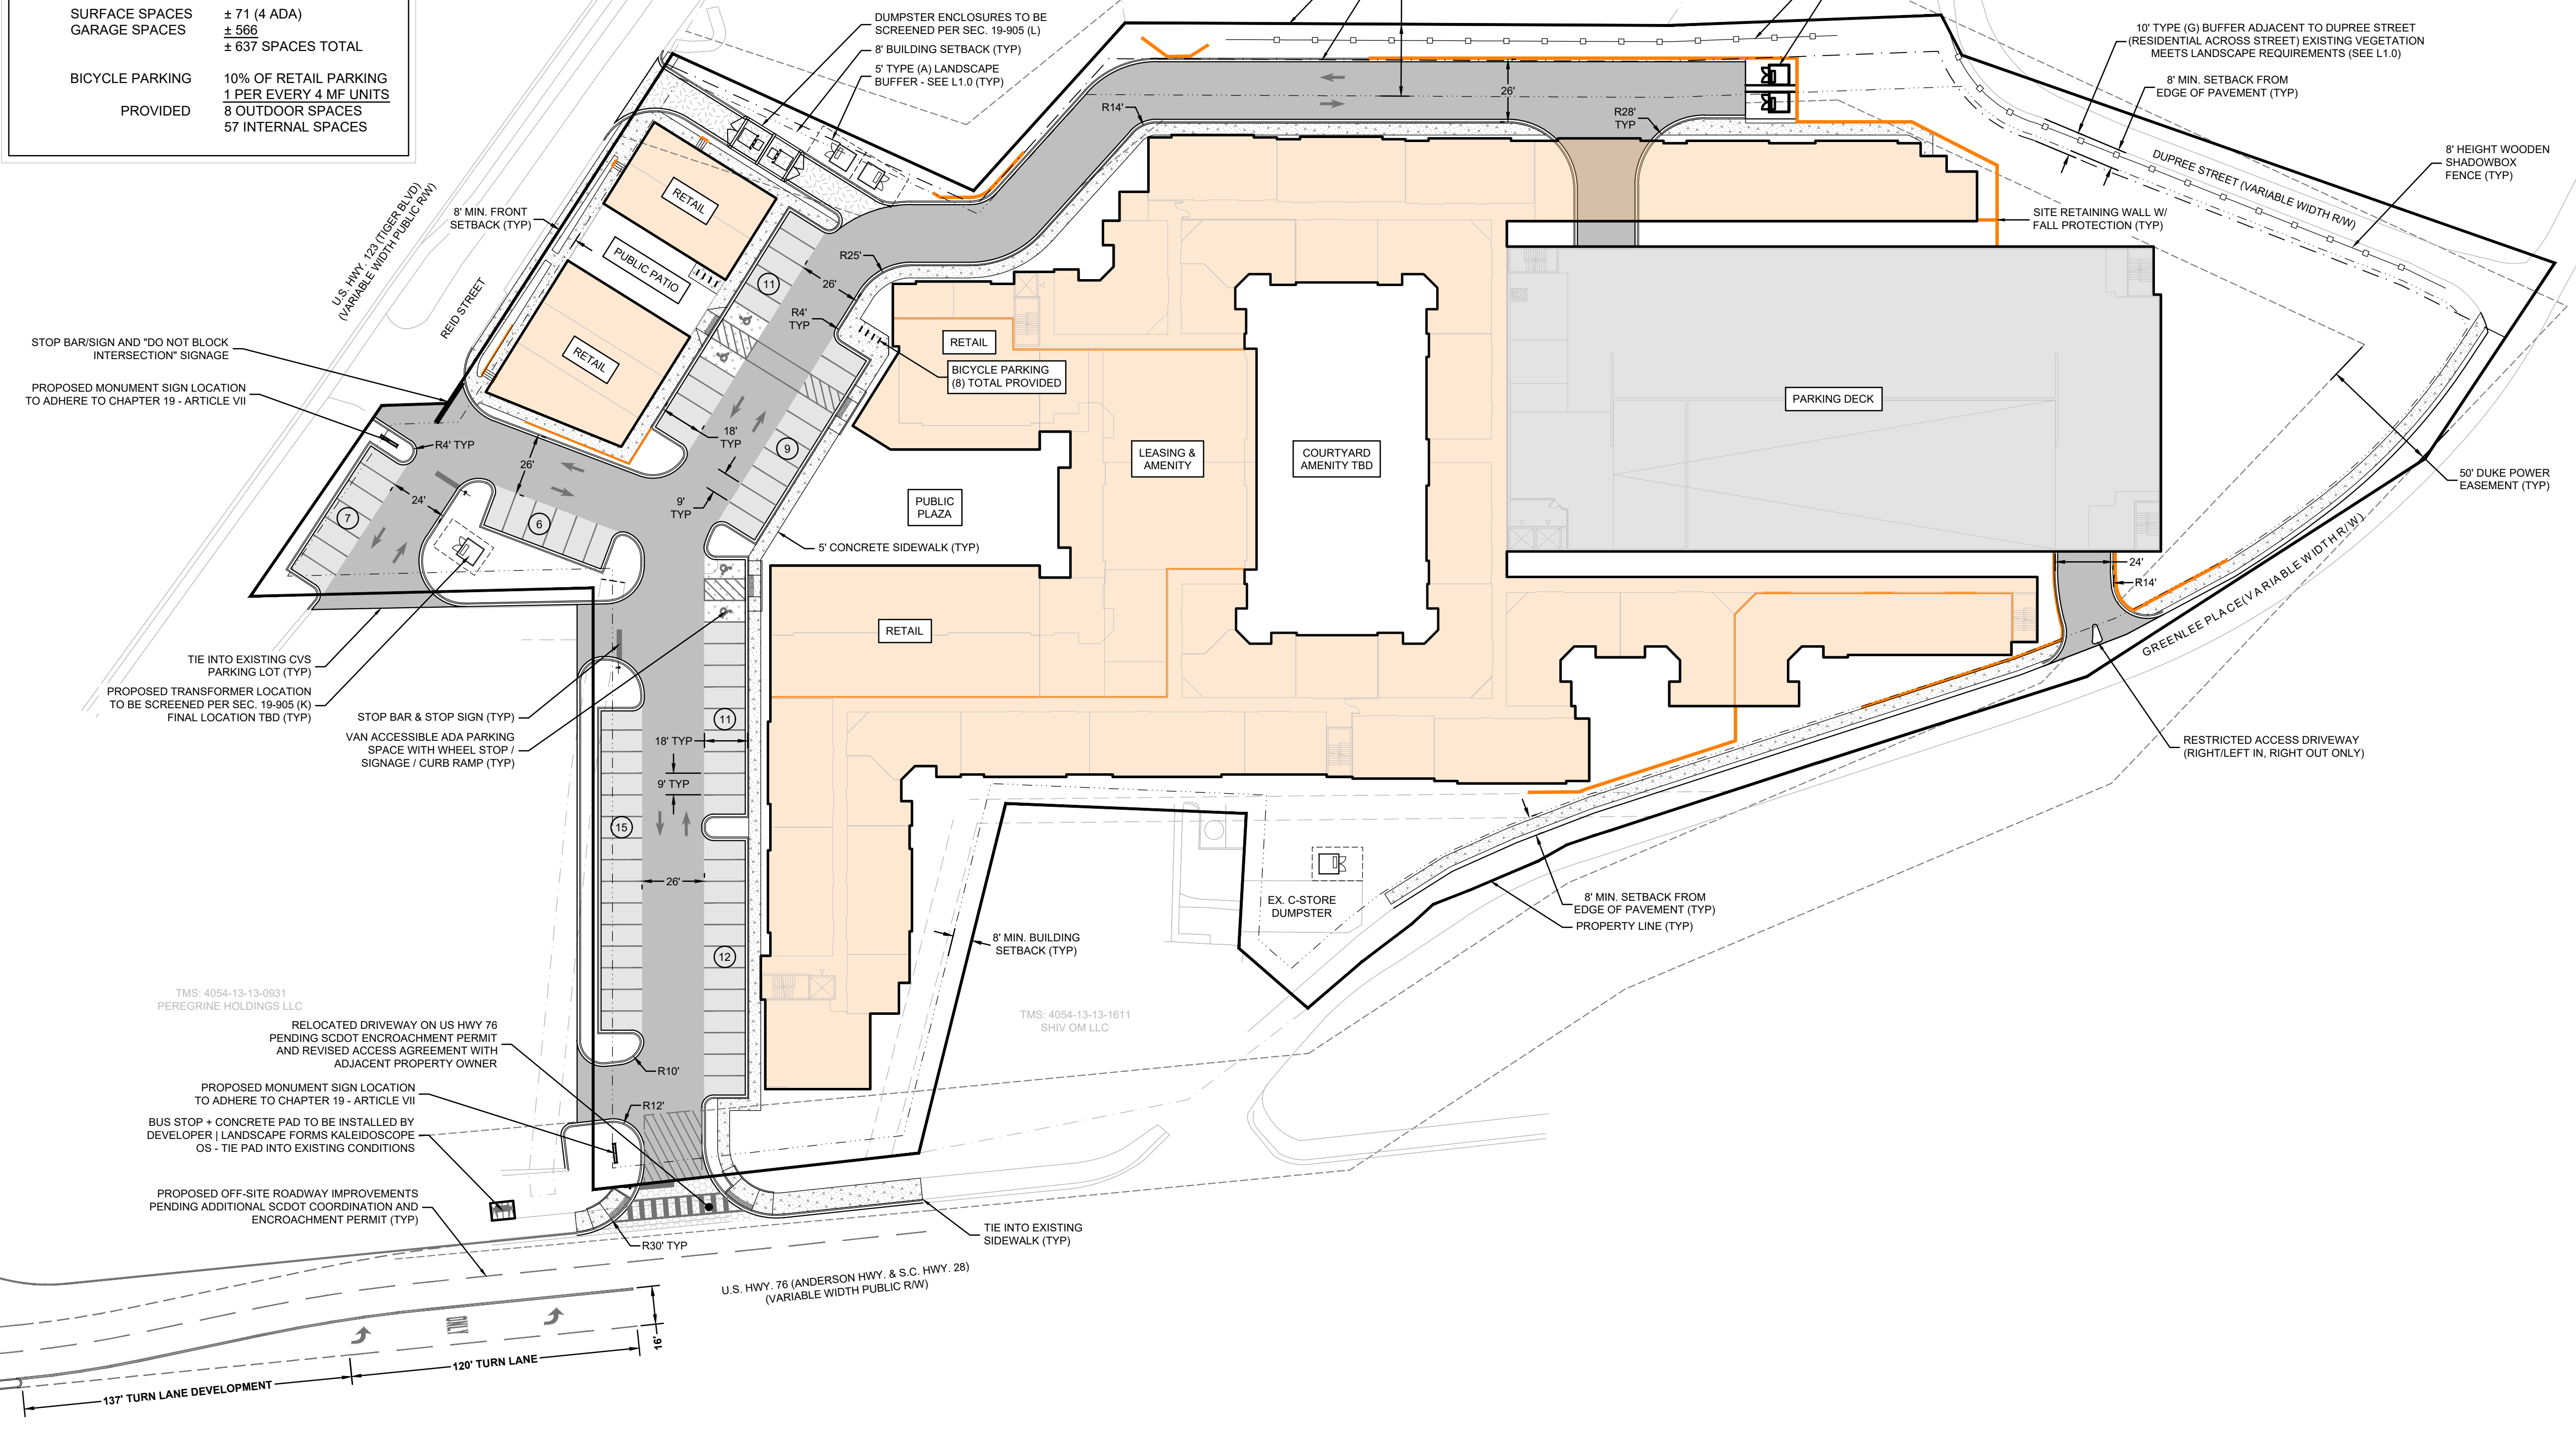 SURFACE SPACES ± 71 (4 ADA)
GARAGE SPACES ± 566
± 637 SPACES TOTAL
BICYCLE PARKING 10% OF RETAIL PARKING
1 PER EVERY 4 MF UNITS
PROVIDED 8 OUTDOOR SPACES
57 INTERNAL SPACES
DUMPSTER ENCLOSURES TO BE
SCREENED PER SEC. 19-905 (L)
8' BUILDING SETBACK (TYP)
5' TYPE (A) LANDSCAPE
BUFFER - SEE L1.0 (TYP)
10' TYPE (G) BUFFER ADJACENT TO DUPREE STREET
(RESIDENTIAL ACROSS STREET) EXISTING VEGETATION
MEETS LANDSCAPE REQUIREMENTS (SEE L1.0)
8' MIN. SETBACK FROM
EDGE OF PAVEMENT (TYP)
8' HEIGHT WOODEN
SHADOWBOX
FENCE (TYP)
DUPREE STREET (VARIABLE WIDTH R/W)
R14'
26'
R28'
TYP
SITE RETAINING WALL W/
FALL PROTECTION (TYP)
U.S. HWY. 123 (TIGER BLVD)
(VARIABLE WIDTH PUBLIC R/W)
REID STREET
8' MIN. FRONT
SETBACK (TYP)
RETAIL
PUBLIC PATIO
RETAIL
11
26'
R25'
R4'
TYP
RETAIL
BICYCLE PARKING
(8) TOTAL PROVIDED
STOP BAR/SIGN AND "DO NOT BLOCK
INTERSECTION" SIGNAGE
PROPOSED MONUMENT SIGN LOCATION
TO ADHERE TO CHAPTER 19 - ARTICLE VII
R4' TYP
26'
24'
7
6
18'
TYP
9
9'
TYP
PUBLIC
PLAZA
5' CONCRETE SIDEWALK (TYP)
LEASING &
AMENITY
COURTYARD
AMENITY TBD
PARKING DECK
50' DUKE POWER
EASEMENT (TYP)
24'
R14'
GREENLEE PLACE(VARIABLE WIDTH R/W)
RETAIL
TIE INTO EXISTING CVS
PARKING LOT (TYP)
PROPOSED TRANSFORMER LOCATION
TO BE SCREENED PER SEC. 19-905 (K)
FINAL LOCATION TBD (TYP)
STOP BAR & STOP SIGN (TYP)
VAN ACCESSIBLE ADA PARKING
SPACE WITH WHEEL STOP /
SIGNAGE / CURB RAMP (TYP)
11
18' TYP
9' TYP
15
26'
12
RESTRICTED ACCESS DRIVEWAY
(RIGHT/LEFT IN, RIGHT OUT ONLY)
EX. C-STORE
DUMPSTER
8' MIN. SETBACK FROM
EDGE OF PAVEMENT (TYP)
PROPERTY LINE (TYP)
8' MIN. BUILDING
SETBACK (TYP)
TMS: 4054-13-13-0931
PEREGRINE HOLDINGS LLC
TMS: 4054-13-13-1611
SHIV OM LLC
RELOCATED DRIVEWAY ON US HWY 76
PENDING SCDOT ENCROACHMENT PERMIT
AND REVISED ACCESS AGREEMENT WITH
ADJACENT PROPERTY OWNER
R10'
PROPOSED MONUMENT SIGN LOCATION
TO ADHERE TO CHAPTER 19 - ARTICLE VII
R12'
BUS STOP + CONCRETE PAD TO BE INSTALLED BY
DEVELOPER | LANDSCAPE FORMS KALEIDOSCOPE
OS - TIE PAD INTO EXISTING CONDITIONS
PROPOSED OFF-SITE ROADWAY IMPROVEMENTS
PENDING ADDITIONAL SCDOT COORDINATION AND
ENCROACHMENT PERMIT (TYP)
R30' TYP
TIE INTO EXISTING
SIDEWALK (TYP)
U.S. HWY. 76 (ANDERSON HWY. & S.C. HWY. 28)
(VARIABLE WIDTH PUBLIC R/W)
ONLY
16'
120' TURN LANE
137' TURN LANE DEVELOPMENT